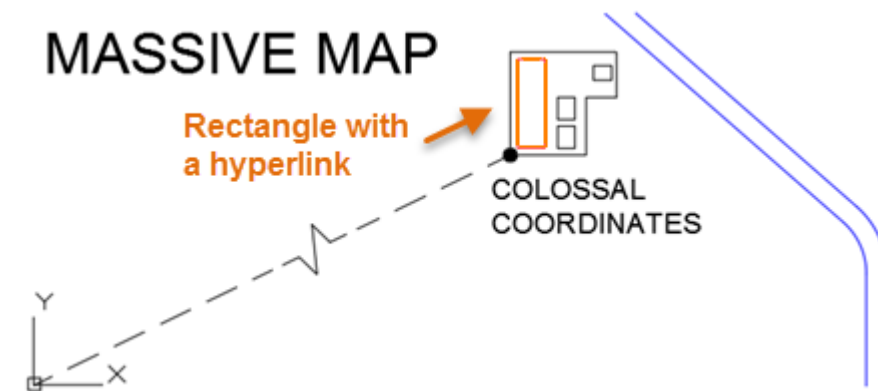 MASSIVE MAP
Rectangle with
a hyperlink
COLOSSAL
COORDINATES
Y
X